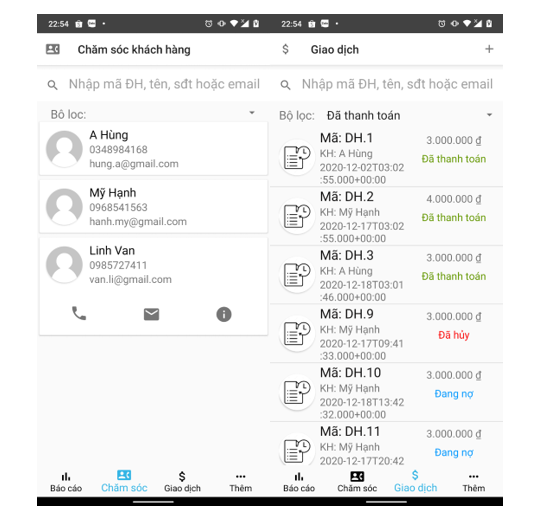 22:54
Chăm sóc khách hàng
Nhập mã ĐH, tên, sđt hoặc email
Bô loc:
A Hùng
0348984168
hung.a@gmail.com
Mỹ Hạnh
0968541563
hanh.my@gmail.com
Linh Van
0985727411
van.li@gmail.com
Báo cáo
Chăm sóc
Giao dịch
Thêm
22:54
$ Giao dịch +
Nhập mã ĐH, tên, sđt hoặc email
Bộ lọc: Đã thanh toán
Mã: DH.1
KH: A Hùng
2020-12-02T03:02
:55.000+00:00
3.000.000 ₫
Đã thanh toán
Mã: DH.2
KH: Mỹ Hạnh
2020-12-17T03:02
:55.000+00:00
4.000.000 ₫
Đã thanh toán
Mã: DH.3
KH: A Hùng
2020-12-18T03:01
:46.000+00:00
3.000.000 ₫
Đã thanh toán
Mã: DH.9
KH: Mỹ Hạnh
2020-12-17T09:41
:33.000+00:00
3.000.000 ₫
Đã hủy
Mã: DH.10
KH: Mỹ Hạnh
2020-12-18T13:42
:32.000+00:00
3.000.000 ₫
Đang nợ
Mã: DH.11
KH: Mỹ Hạnh
2020-12-17T20:42
3.000.000 ₫
Đang nợ
Báo cáo
Chăm sóc
Giao dịch
Thêm